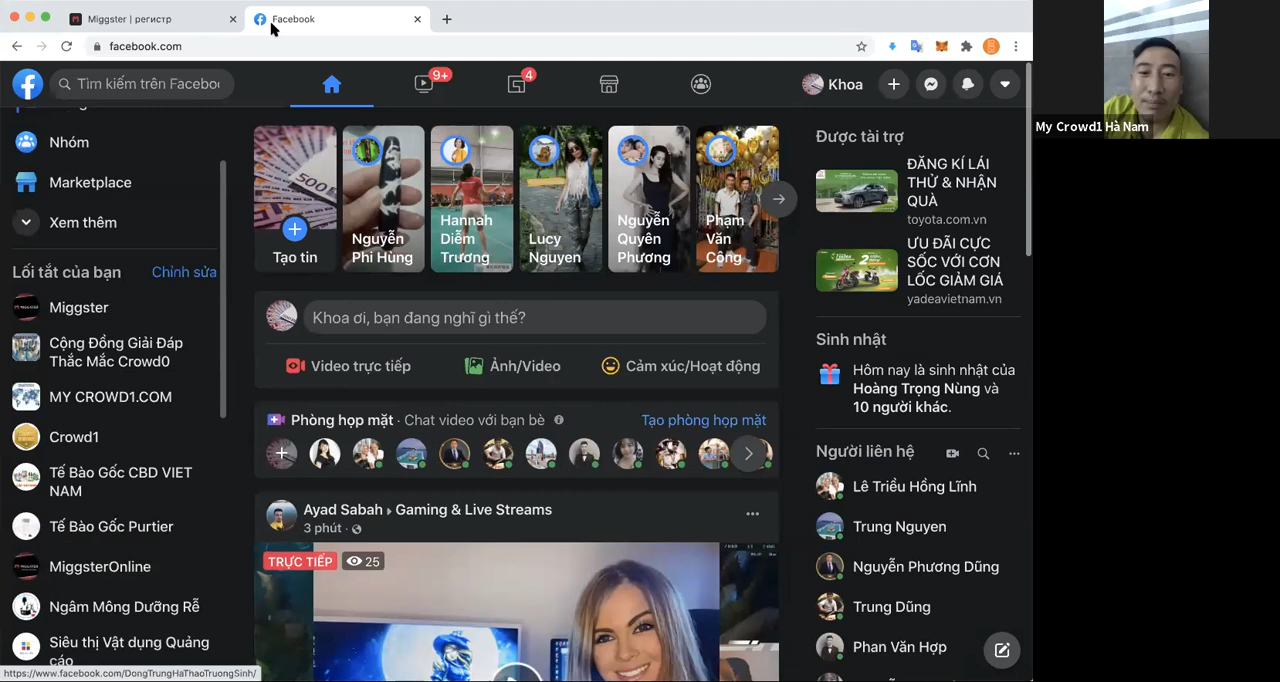 Miggster | регистр
Facebook
facebook.com
Tìm kiếm trên Facebo
9+
4
Khoa
Nhóm
Marketplace
Xem thêm
Lối tắt của bạn
Chỉnh sửa
Miggster
Cộng Đồng Giải Đáp
Thắc Mắc Crowd0
MY CROWD1.COM
Crowd1
Tế Bào Gốc CBD VIET
NAM
Tế Bào Gốc Purtier
MiggsterOnline
Ngâm Mông Dưỡng Rễ
Siêu thị Vật dụng Quảng
cáo
https://www.facebook.com/DongTrungHaThaoTruongSinh/
500
Tạo tin
Nguyễn
Phi Hùng
Hannah
Diễm
Trương
Lucy
Nguyen
Nguyễn
Quyên
Phương
Phạm
Văn
Công
Khoa ơi, bạn đang nghĩ gì thế?
Video trực tiếp
Ảnh/Video
Cảm xúc/Hoạt động
Phòng họp mặt · Chat video với bạn bè
Tạo phòng họp mặt
Ayad Sabah ▸ Gaming & Live Streams
3 phút ·
TRỰC TIẾP
25
Được tài trợ
ĐĂNG KÍ LÁI
THỬ & NHẬN
QUÀ
toyota.com.vn
ƯU ĐÃI CỰC
SỐC VỚI CƠN
LỐC GIẢM GIÁ
yadeavietnam.vn
Sinh nhật
Hôm nay là sinh nhật của
Hoàng Trọng Nùng và
10 người khác.
Người liên hệ
Lê Triều Hồng Lĩnh
Trung Nguyen
Nguyễn Phương Dũng
Trung Dũng
Phan Văn Hợp
My Crowd1 Hà Nam